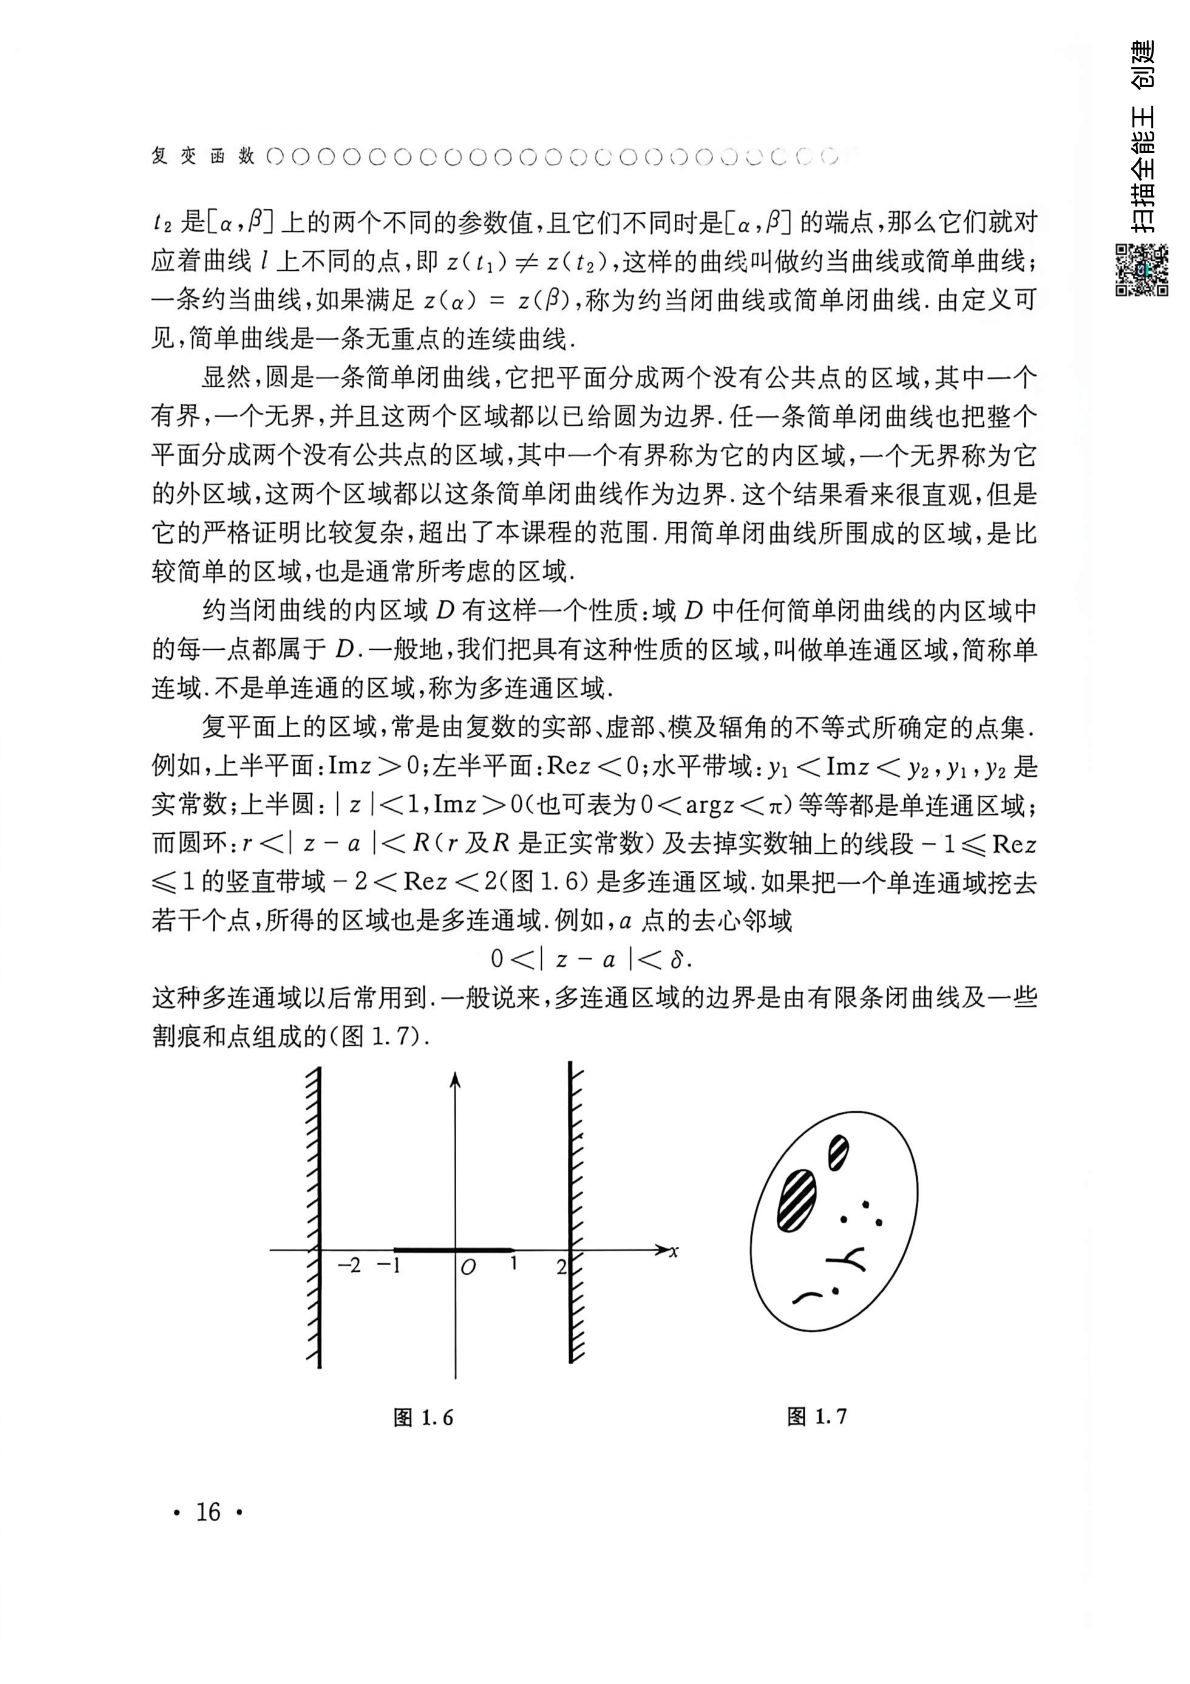 复变函数
t₂ 是[α,β]上的两个不同的参数值,且它们不同时是[α,β]的端点,那么它们就对
应着曲线 l 上不同的点,即 z(t₁) ≠ z(t₂),这样的曲线叫做约当曲线或简单曲线;
一条约当曲线,如果满足 z(α) = z(β),称为约当闭曲线或简单闭曲线.由定义可
见,简单曲线是一条无重点的连续曲线.
显然,圆是一条简单闭曲线,它把平面分成两个没有公共点的区域,其中一个
有界,一个无界,并且这两个区域都以已给圆为边界.任一条简单闭曲线也把整个
平面分成两个没有公共点的区域,其中一个有界称为它的内区域,一个无界称为它
的外区域,这两个区域都以这条简单闭曲线作为边界.这个结果看来很直观,但是
它的严格证明比较复杂,超出了本课程的范围.用简单闭曲线所围成的区域,是比
较简单的区域,也是通常所考虑的区域.
约当闭曲线的内区域 D 有这样一个性质:域 D 中任何简单闭曲线的内区域中
的每一点都属于 D.一般地,我们把具有这种性质的区域,叫做单连通区域,简称单
连域.不是单连通的区域,称为多连通区域.
复平面上的区域,常是由复数的实部、虚部、模及辐角的不等式所确定的点集.
例如,上半平面:Imz>0;左半平面:Rez<0;水平带域:y₁<Imz<y₂,y₁,y₂ 是
实常数;上半圆:|z|<1,Imz>0(也可表为0<argz<π)等等都是单连通区域;
而圆环:r<|z-a|<R(r及R是正实常数)及去掉实数轴上的线段-1⩽Rez
⩽1的竖直带域-2<Rez<2(图1.6)是多连通区域.如果把一个单连通域挖去
若干个点,所得的区域也是多连通域.例如,a 点的去心邻域
0<|z-a|<δ.
这种多连通域以后常用到.一般说来,多连通区域的边界是由有限条闭曲线及一些
割痕和点组成的(图1.7).
-2 -1 O 1 2 x
图 1.6 图 1.7
· 16 ·
扫描全能王 创建